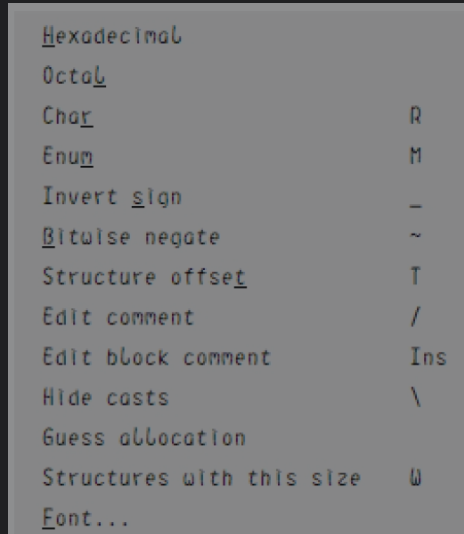 Hexadecimal
Octal
Char R
Enum M
Invert sign _
Bitwise negate ~
Structure offset T
Edit comment /
Edit block comment Ins
Hide casts \
Guess allocation
Structures with this size W
Font...